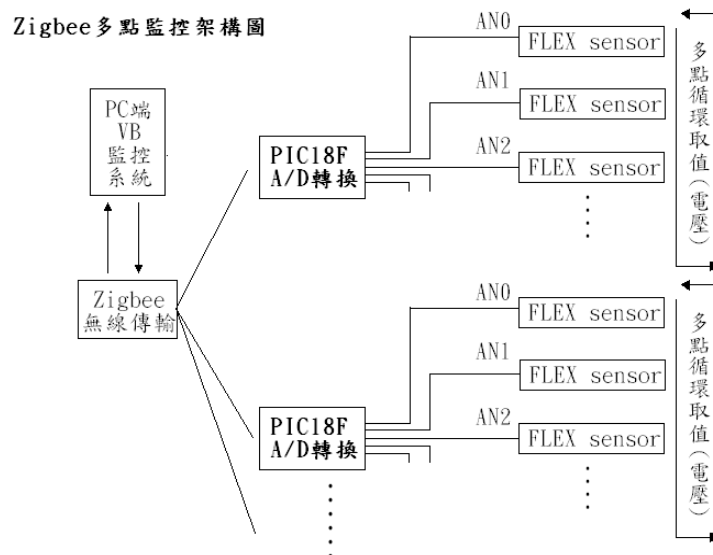 Zigbee多點監控架構圖
PC端
VB
監控
系統
Zigbee
無線傳輸
PIC18F
A/D轉換
AN0
FLEX sensor
AN1
FLEX sensor
AN2
FLEX sensor
多點循環取值(電壓)
PIC18F
A/D轉換
AN0
FLEX sensor
AN1
FLEX sensor
AN2
FLEX sensor
多點循環取值(電壓)